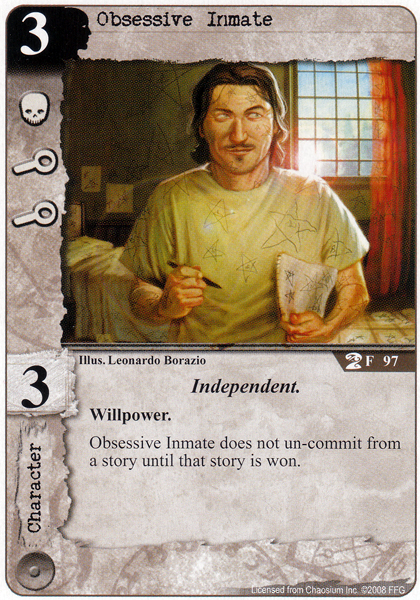 3
Obsessive Inmate
Illus. Leonardo Borazio
F 97
3
Independent.
Willpower.
Obsessive Inmate does not un-commit from
a story until that story is won.
Character
Licensed from Chaosium Inc. ©2008 FFG